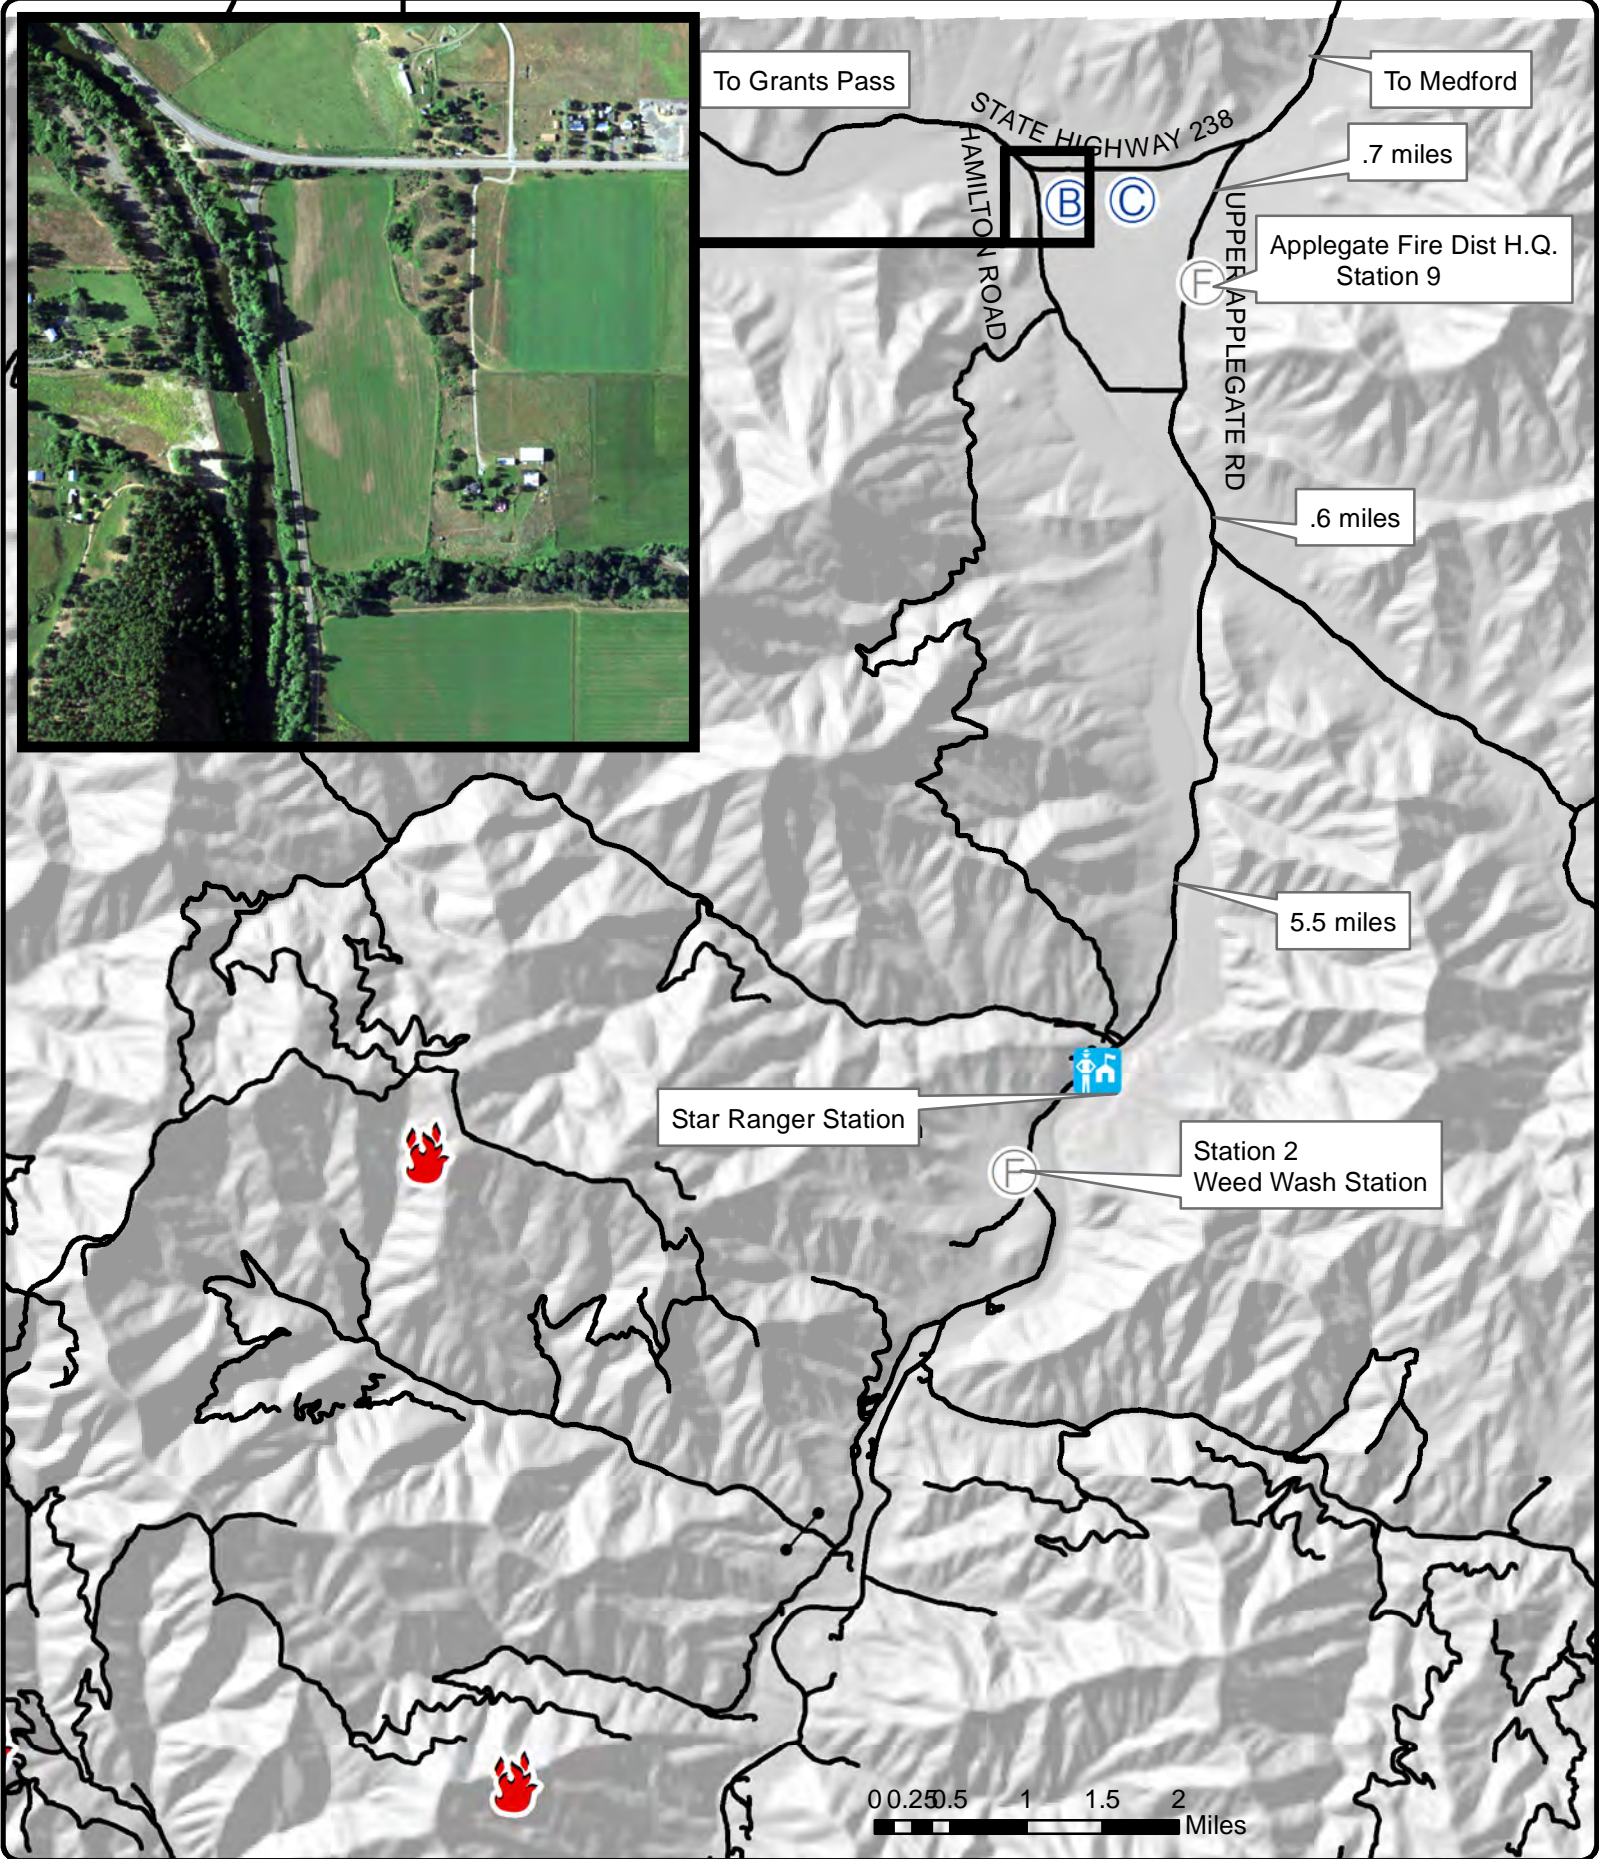 To Grants Pass
To Medford
STATE HIGHWAY 238
.7 miles
HAMILTON ROAD
B
C
UPPER APPLEGATE RD
Applegate Fire Dist H.Q.
Station 9
F
.6 miles
5.5 miles
Star Ranger Station
Station 2
Weed Wash Station
F
0 0.25 0.5 1 1.5 2
Miles